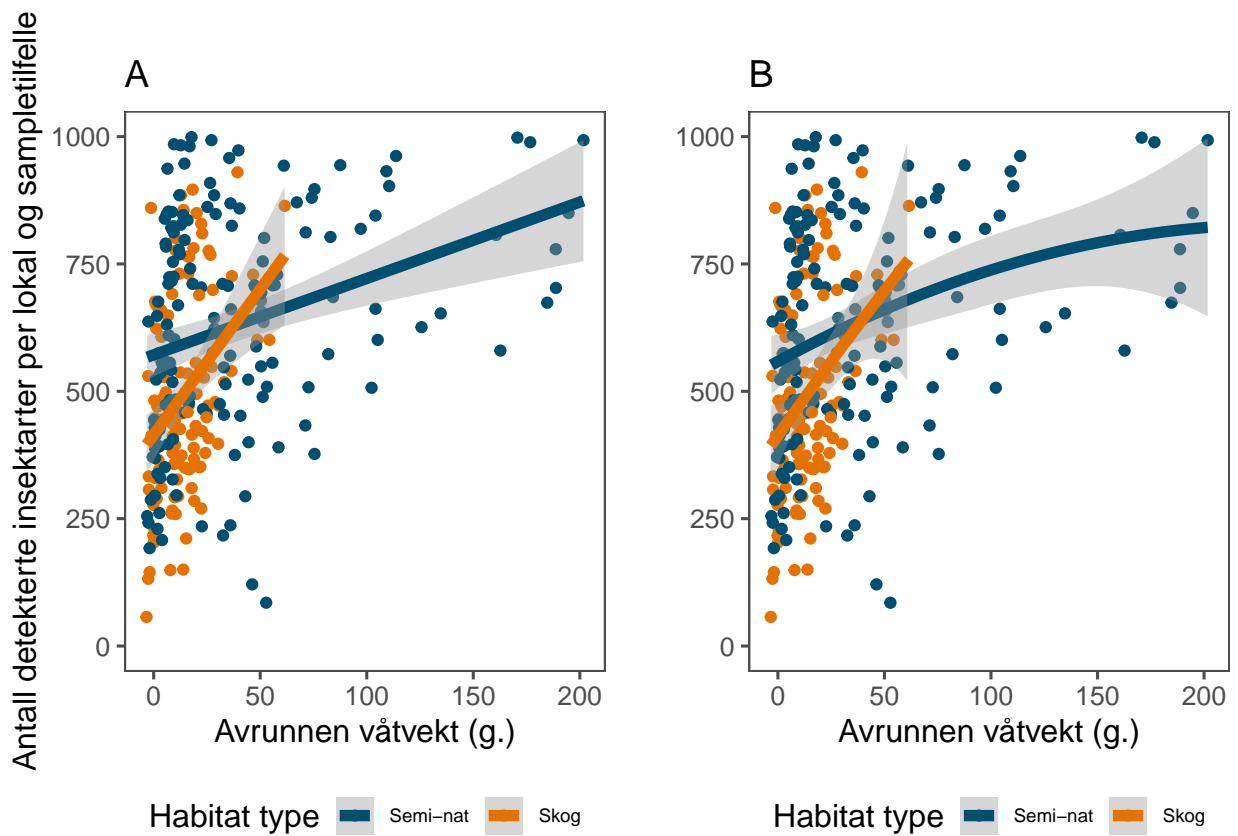 Antall detekterte insektarter per lokal og sampletilfelle
A
1000
750
500
250
0
0 50 100 150 200
Avrunnen våtvekt (g.)
Habitat type Semi−nat Skog
B
1000
750
500
250
0
0 50 100 150 200
Avrunnen våtvekt (g.)
Habitat type Semi−nat Skog